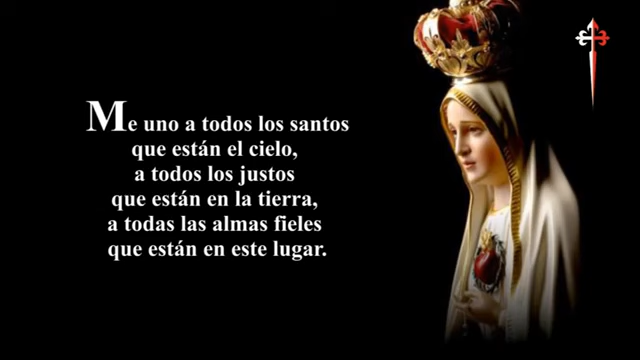 Me uno a todos los santos
que están el cielo,
a todos los justos
que están en la tierra,
a todas las almas fieles
que están en este lugar.